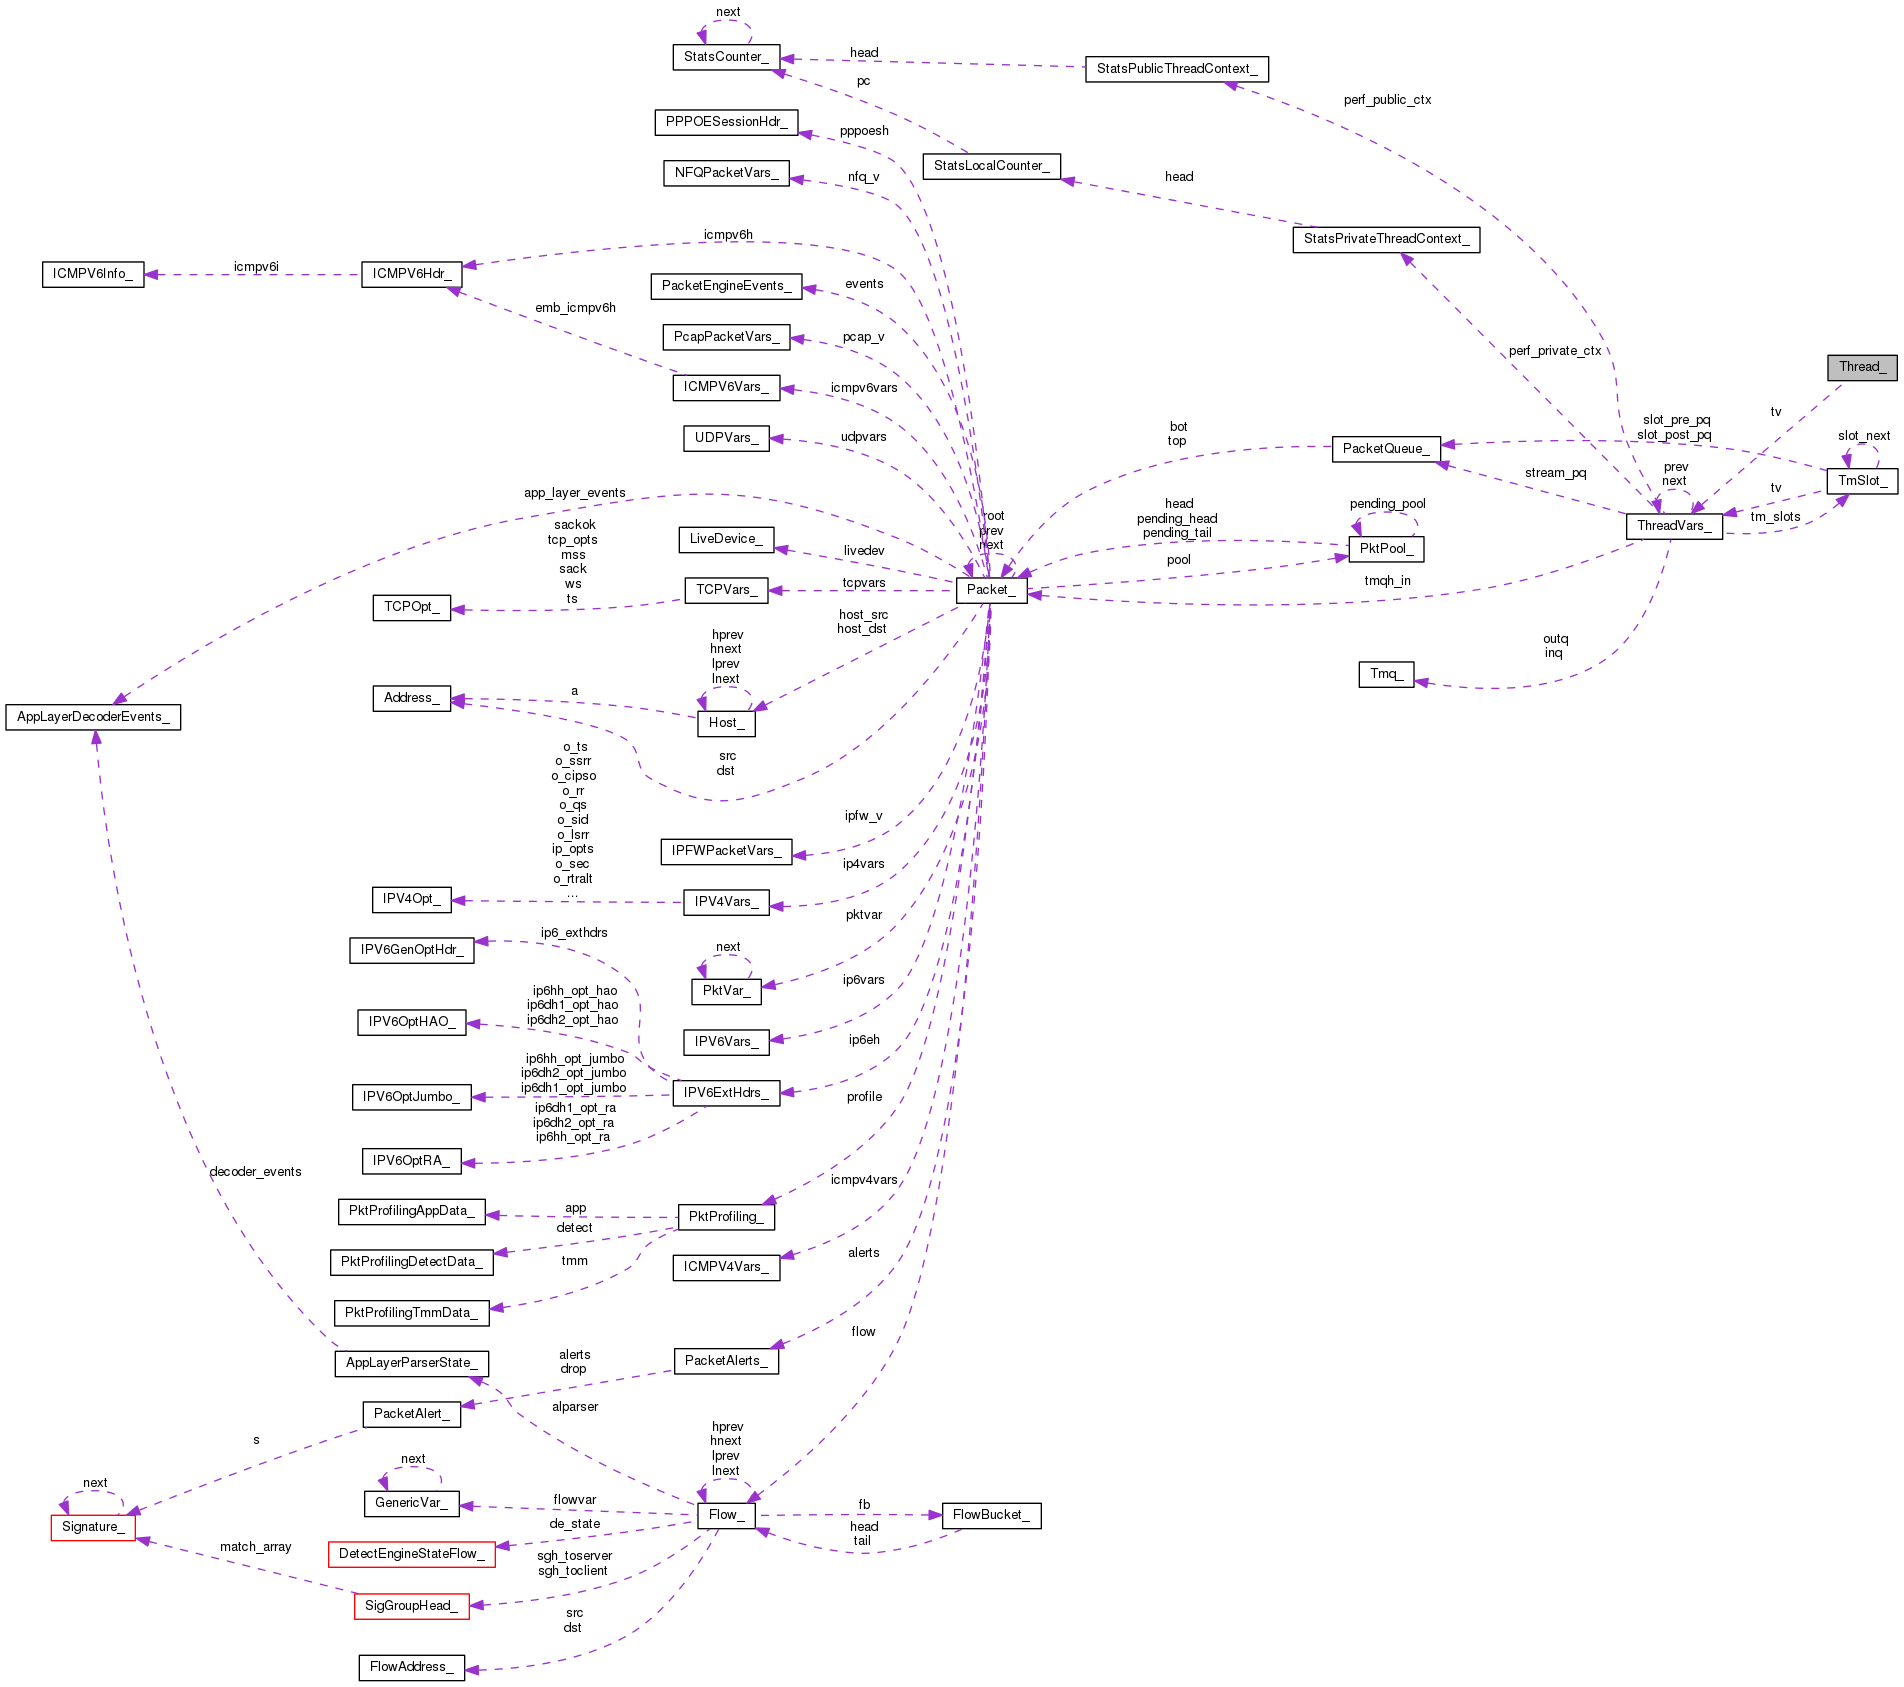 next
StatsCounter_
head
StatsPublicThreadContext_
pc
perf_public_ctx
PPPOESessionHdr_
pppoesh
StatsLocalCounter_
NFQPacketVars_
nfq_v
head
icmpv6h
StatsPrivateThreadContext_
ICMPV6Info_
icmpv6i
ICMPV6Hdr_
PacketEngineEvents_
events
emb_icmpv6h
PcapPacketVars_
pcap_v
perf_private_ctx
Thread_
ICMPV6Vars_
icmpv6vars
tv
UDPVars_
udpvars
bot
top
PacketQueue_
slot_pre_pq
slot_post_pq
slot_next
stream_pq
prev
next
TmSlot_
tv
app_layer_events
head
pending_head
pending_tail
pending_pool
tm_slots
ThreadVars_
root
prev
next
sackok
tcp_opts
mss
sack
ws
ts
LiveDevice_
livedev
PktPool_
pool
TCPOpt_
TCPVars_
tcpvars
Packet_
tmqh_in
host_src
host_dst
hprev
hnext
lprev
lnext
outq
inq
Tmq_
Address_
a
AppLayerDecoderEvents_
Host_
src
dst
o_ts
o_ssrr
o_cipso
o_rr
o_qs
o_sid
o_lsrr
ip_opts
o_sec
o_rtralt
...
ipfw_v
IPFWPacketVars_
ip4vars
IPV4Opt_
IPV4Vars_
pktvar
IPV6GenOptHdr_
ip6_exthdrs
next
PktVar_
ip6vars
ip6hh_opt_hao
ip6dh1_opt_hao
ip6dh2_opt_hao
IPV6OptHAO_
IPV6Vars_
ip6eh
ip6hh_opt_jumbo
ip6dh2_opt_jumbo
ip6dh1_opt_jumbo
IPV6OptJumbo_
IPV6ExtHdrs_
profile
ip6dh1_opt_ra
ip6dh2_opt_ra
ip6hh_opt_ra
IPV6OptRA_
decoder_events
icmpv4vars
PktProfilingAppData_
app
PktProfiling_
detect
PktProfilingDetectData_
tmm
ICMPV4Vars_
alerts
PktProfilingTmmData_
flow
AppLayerParserState_
alerts
drop
PacketAlerts_
PacketAlert_
alparser
s
hprev
hnext
lprev
lnext
next
next
GenericVar_
flowvar
Flow_
fb
FlowBucket_
Signature_
de_state
head
tail
match_array
DetectEngineStateFlow_
sgh_toserver
sgh_toclient
SigGroupHead_
src
dst
FlowAddress_